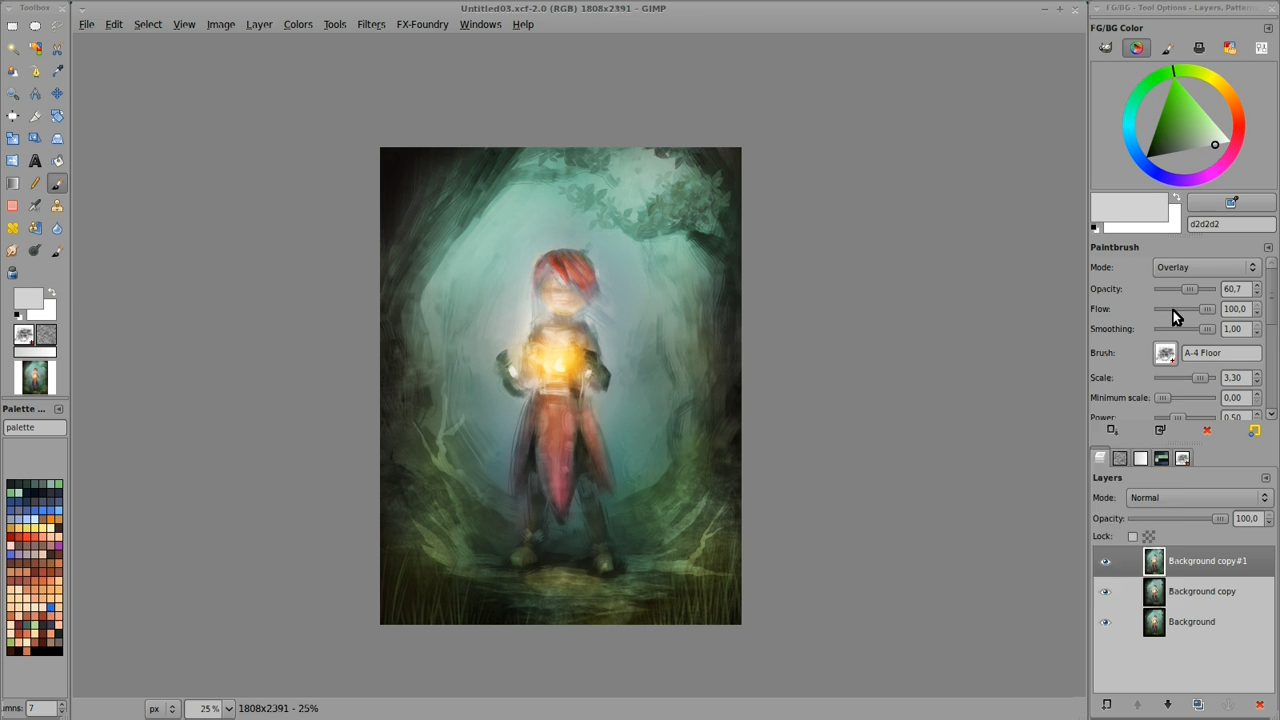 Toolbox
Untitled03.xcf-2.0 (RGB) 1808x2391 - GIMP
FG/BG - Tool Options - Layers, Pattern
File Edit Select View Image Layer Colors Tools Filters FX-Foundry Windows Help
FG/BG Color
d2d2d2
Paintbrush
Mode: Overlay
Opacity: 60,7
Flow: 100,0
Smoothing: 1,00
Brush: A-4 Floor
Scale: 3,30
Minimum scale: 0,00
Power: 0,50
Palette ...
palette
Layers
Mode: Normal
Opacity: 100,0
Lock:
Background copy#1
Background copy
Background
umns: 7
px 25 % 1808x2391 - 25%